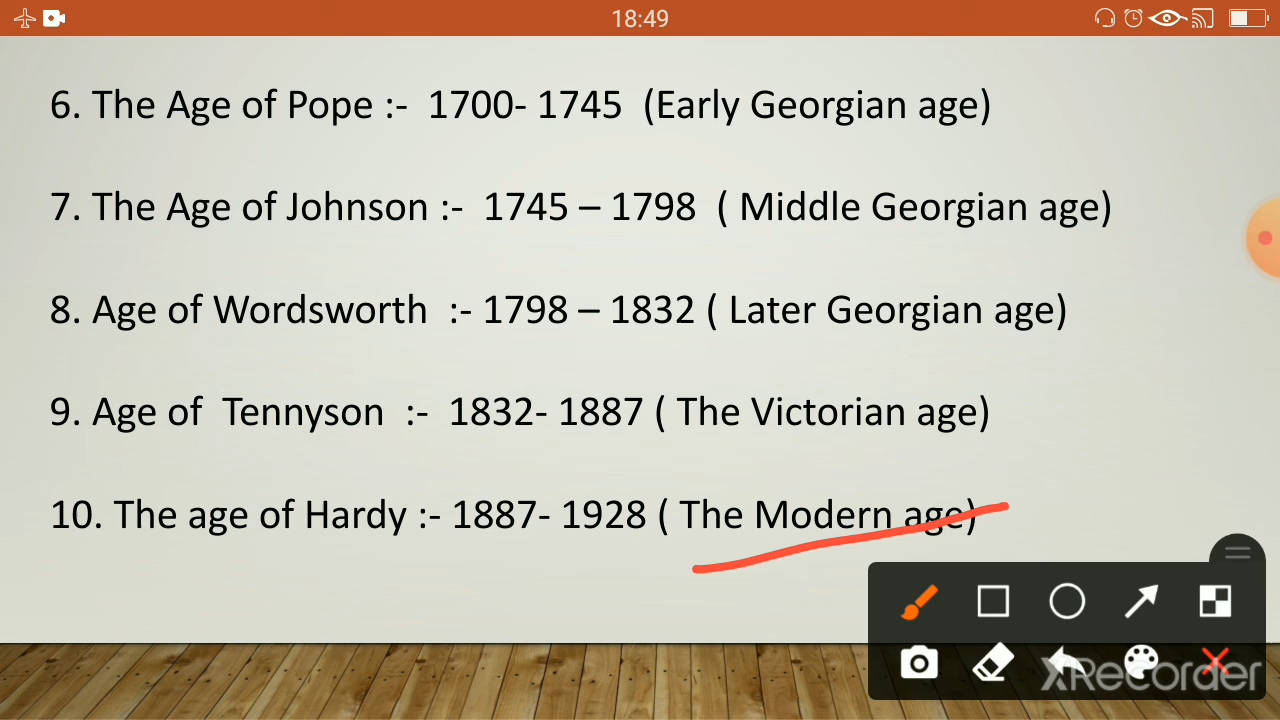 18:49
6. The Age of Pope :- 1700- 1745 (Early Georgian age)
7. The Age of Johnson :- 1745 – 1798 ( Middle Georgian age)
8. Age of Wordsworth :- 1798 – 1832 ( Later Georgian age)
9. Age of Tennyson :- 1832- 1887 ( The Victorian age)
10. The age of Hardy :- 1887- 1928 ( The Modern age)
XRecorder